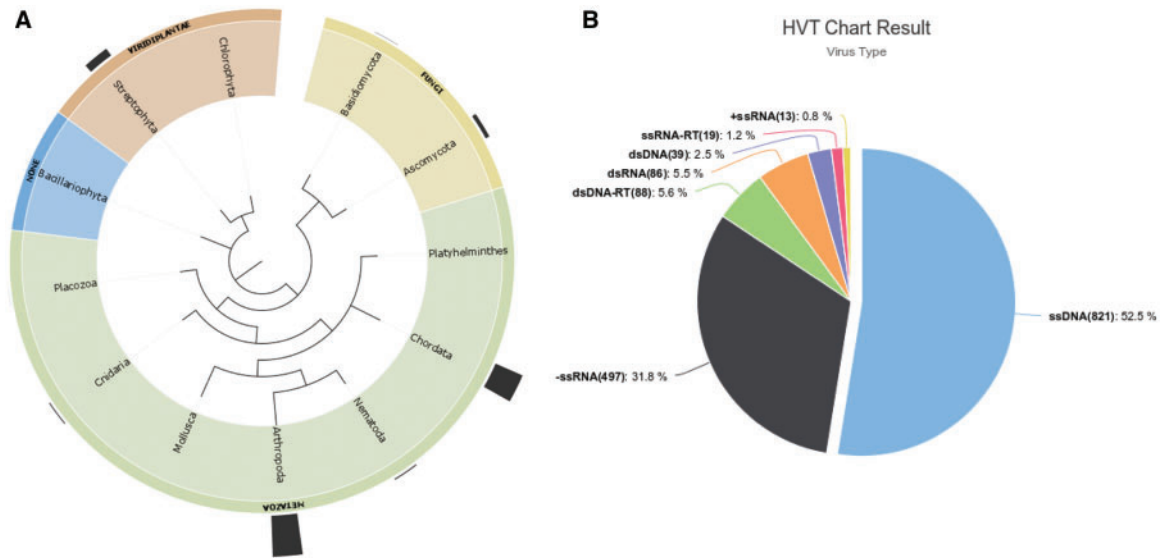 A
VIRIDIPLANTAE
Chlorophyta
Streptophyta
NONE
Bacillariophyta
FUNGI
Basidiomycota
Ascomycota
Platyhelminthes
Chordata
Nematoda
Arthropoda
Mollusca
Cnidaria
Placozoa
METAZOA
B
HVT Chart Result
Virus Type
+ssRNA(13): 0.8 %
ssRNA-RT(19): 1.2 %
dsDNA(39): 2.5 %
dsRNA(86): 5.5 %
dsDNA-RT(88): 5.6 %
ssDNA(821): 52.5 %
-ssRNA(497): 31.8 %